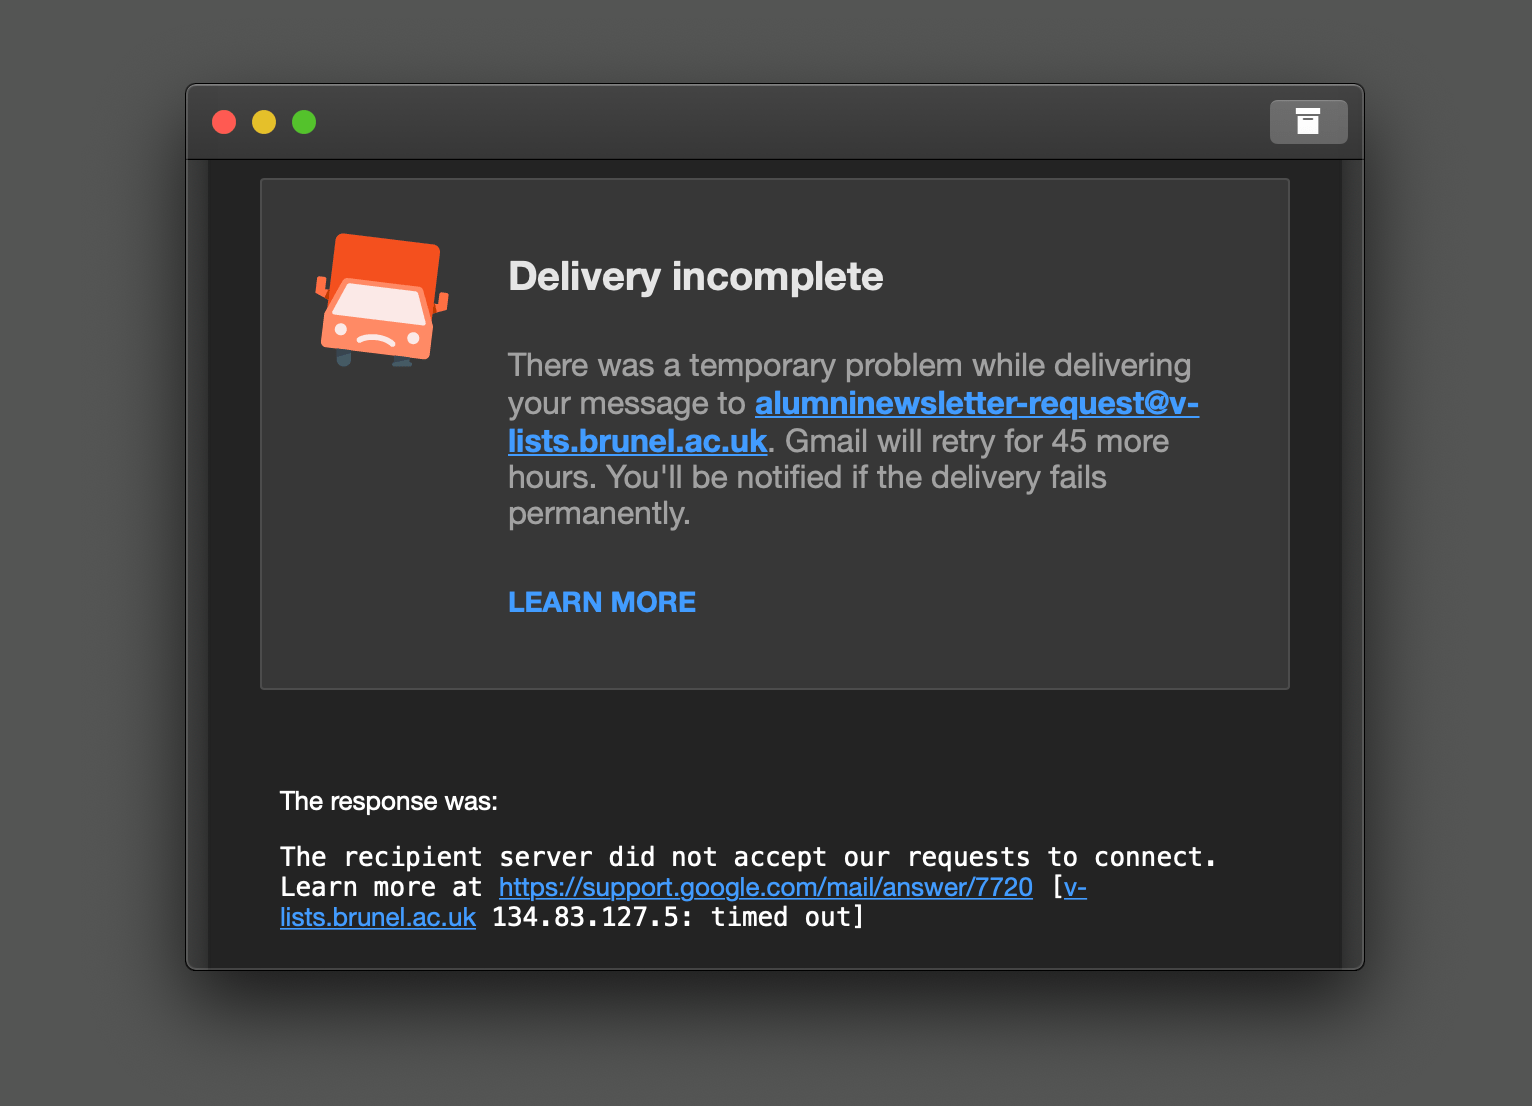 Delivery incomplete
There was a temporary problem while delivering
your message to alumninewsletter-request@v-
lists.brunel.ac.uk. Gmail will retry for 45 more
hours. You'll be notified if the delivery fails
permanently.
LEARN MORE
The response was:
The recipient server did not accept our requests to connect.
Learn more at https://support.google.com/mail/answer/7720 [v-
lists.brunel.ac.uk 134.83.127.5: timed out]